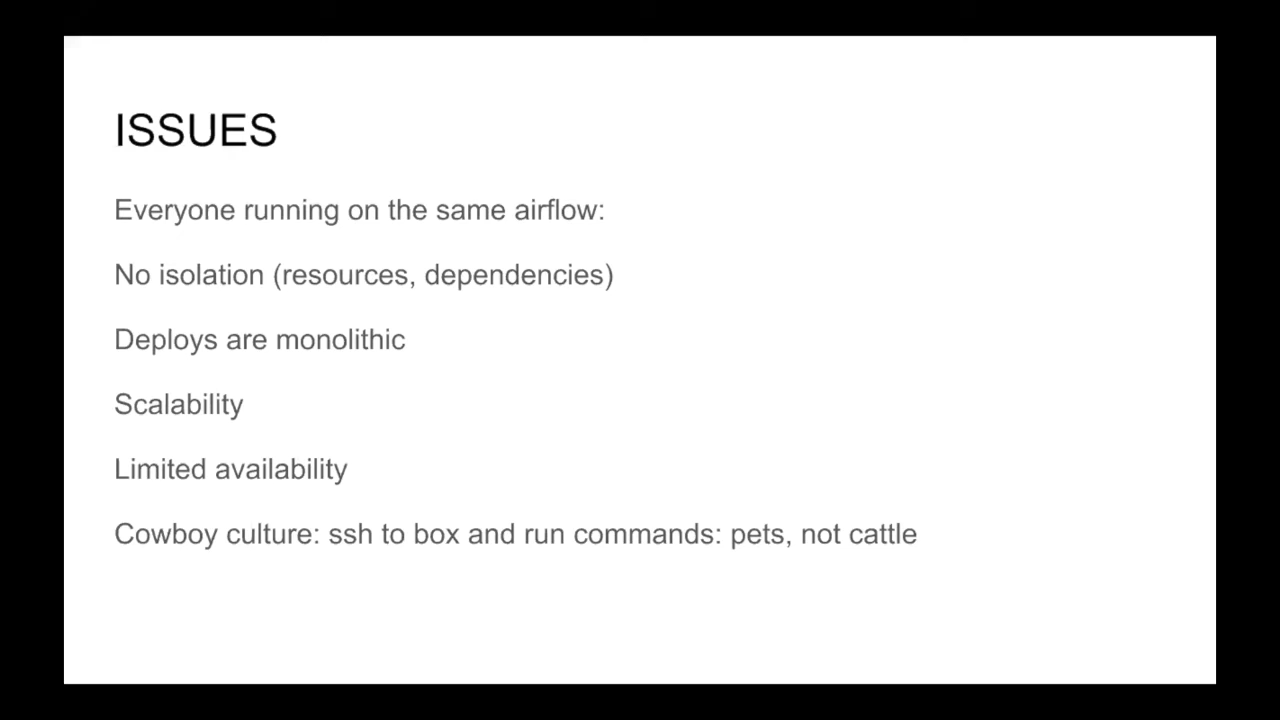 ISSUES
Everyone running on the same airflow:
No isolation (resources, dependencies)
Deploys are monolithic
Scalability
Limited availability
Cowboy culture: ssh to box and run commands: pets, not cattle